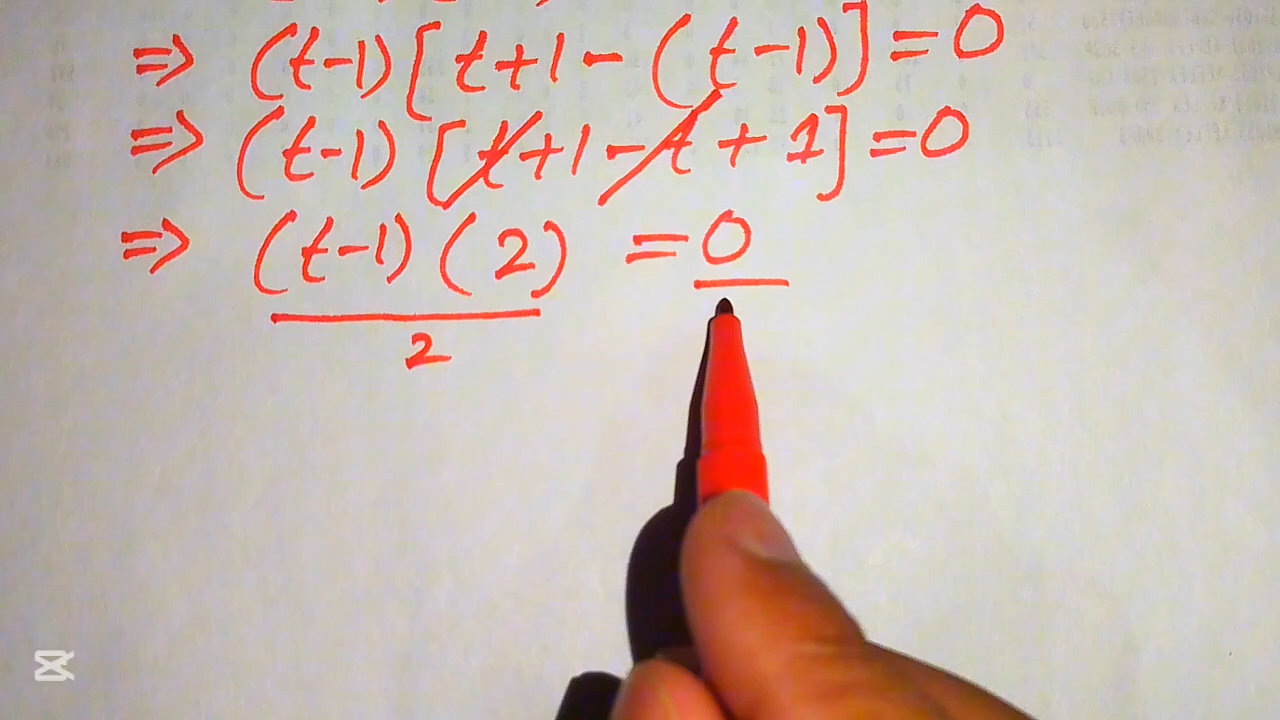 => (t-1) [t+1-(t-1)] = 0
=> (t-1) [t+1-t+1] = 0
=> (t-1) (2) = 0
2